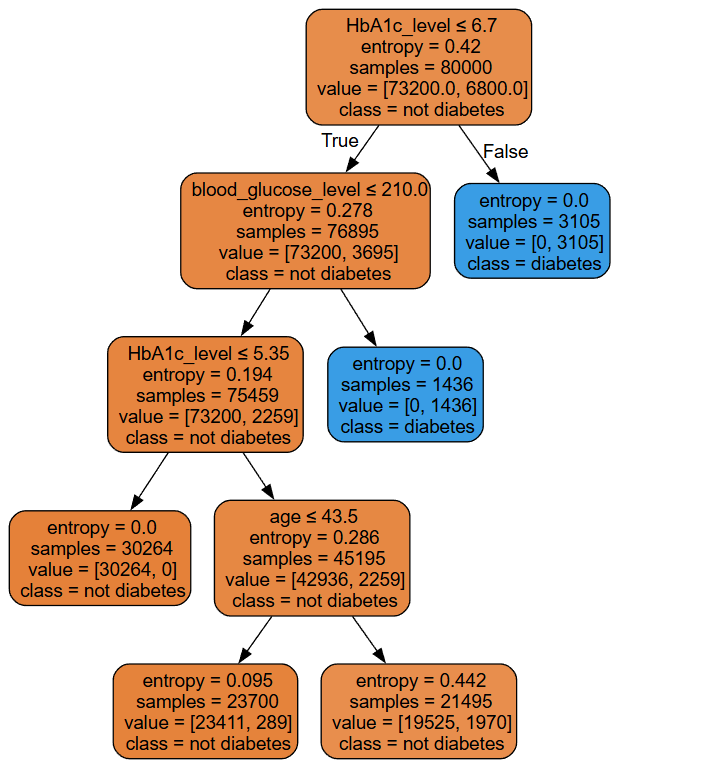 HbA1c_level ≤ 6.7
entropy = 0.42
samples = 80000
value = [73200.0, 6800.0]
class = not diabetes
True
False
blood_glucose_level ≤ 210.0
entropy = 0.278
samples = 76895
value = [73200, 3695]
class = not diabetes
entropy = 0.0
samples = 3105
value = [0, 3105]
class = diabetes
HbA1c_level ≤ 5.35
entropy = 0.194
samples = 75459
value = [73200, 2259]
class = not diabetes
entropy = 0.0
samples = 1436
value = [0, 1436]
class = diabetes
entropy = 0.0
samples = 30264
value = [30264, 0]
class = not diabetes
age ≤ 43.5
entropy = 0.286
samples = 45195
value = [42936, 2259]
class = not diabetes
entropy = 0.095
samples = 23700
value = [23411, 289]
class = not diabetes
entropy = 0.442
samples = 21495
value = [19525, 1970]
class = not diabetes